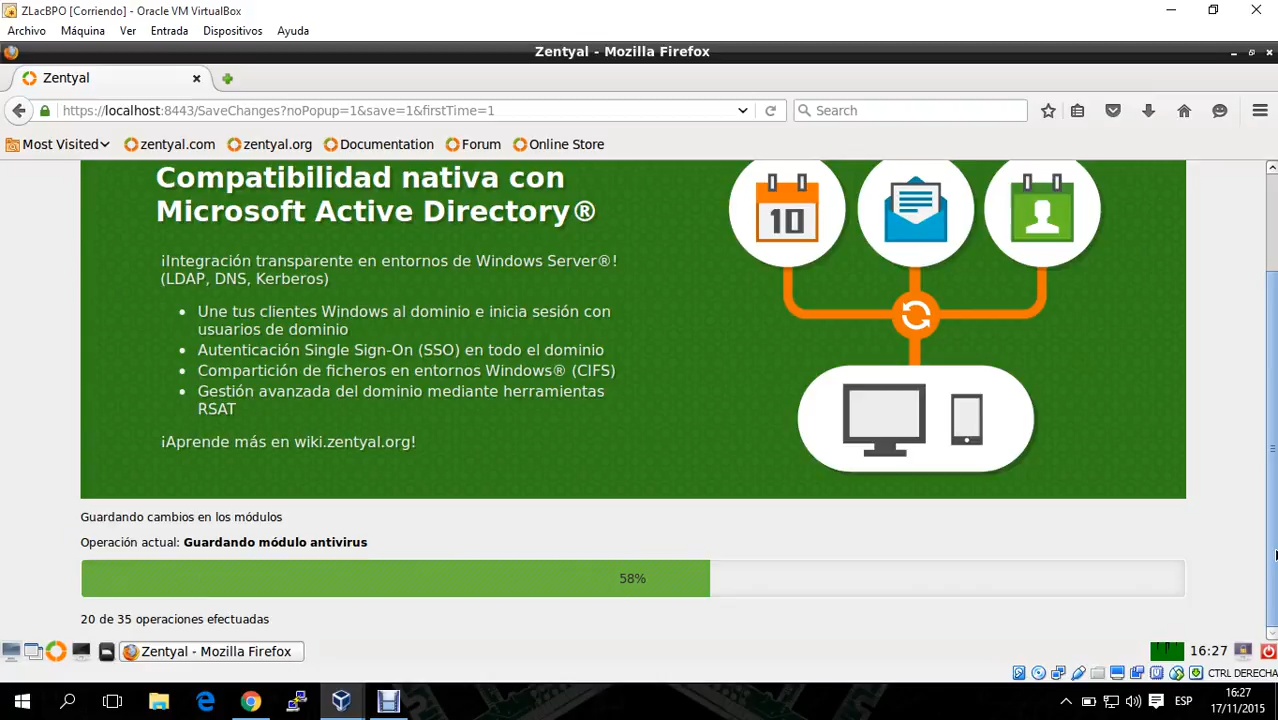 ZLacBPO [Corriendo] - Oracle VM VirtualBox
Archivo Máquina Ver Entrada Dispositivos Ayuda
Zentyal - Mozilla Firefox
Zentyal
https://localhost:8443/SaveChanges?noPopup=1&save=1&firstTime=1
Search
Most Visited
zentyal.com
zentyal.org
Documentation
Forum
Online Store
Compatibilidad nativa con
Microsoft Active Directory®
¡Integración transparente en entornos de Windows Server®!
(LDAP, DNS, Kerberos)
• Une tus clientes Windows al dominio e inicia sesión con
usuarios de dominio
• Autenticación Single Sign-On (SSO) en todo el dominio
• Compartición de ficheros en entornos Windows® (CIFS)
• Gestión avanzada del dominio mediante herramientas
RSAT
¡Aprende más en wiki.zentyal.org!
10
Guardando cambios en los módulos
Operación actual: Guardando módulo antivirus
58%
20 de 35 operaciones efectuadas
Zentyal - Mozilla Firefox
16:27
CTRL DERECHA
ESP
16:27
17/11/2015